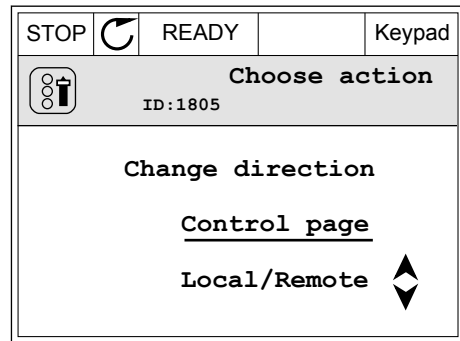 STOP READY Keypad
Choose action
ID:1805
Change direction
Control page
Local/Remote